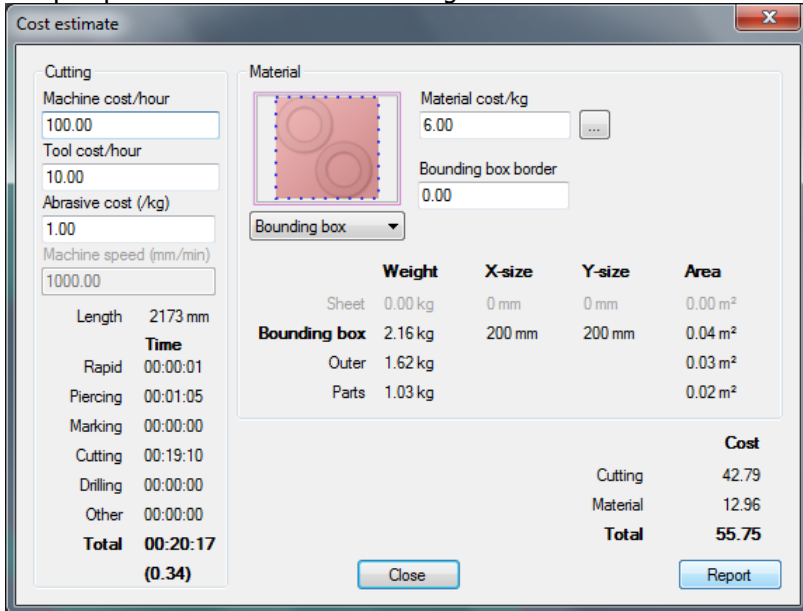 Cost estimate
Cutting
Machine cost/hour
100.00
Tool cost/hour
10.00
Abrasive cost (/kg)
1.00
Machine speed (mm/min)
1000.00
Length 2173 mm
Time
Rapid 00:00:01
Piercing 00:01:05
Marking 00:00:00
Cutting 00:19:10
Drilling 00:00:00
Other 00:00:00
Total 00:20:17
(0.34)
Material
Material cost/kg
6.00
...
Bounding box border
0.00
Bounding box
Weight X-size Y-size Area
Sheet 0.00 kg 0 mm 0 mm 0.00 m²
Bounding box 2.16 kg 200 mm 200 mm 0.04 m²
Outer 1.62 kg 0.03 m²
Parts 1.03 kg 0.02 m²
Cost
Cutting 42.79
Material 12.96
Total 55.75
Close
Report